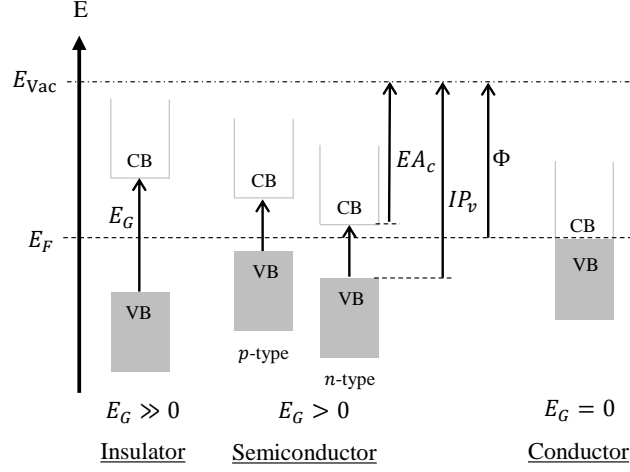 E
E_Vac
CB
CB
CB
EA_c
Φ
E_G
IP_v
CB
E_F
VB
VB
VB
VB
p-type
n-type
E_G ≫ 0
E_G > 0
E_G = 0
Insulator
Semiconductor
Conductor